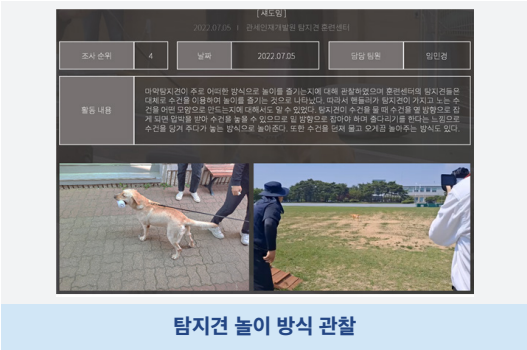 [섀도잉]
2022.07.05 | 관세인재개발원 탐지견 훈련센터
조사 순위 4 날짜 2022.07.05 담당 팀원 임민경
활동 내용
마약탐지견이 주로 어떠한 방식으로 놀이를 즐기는지에 대해 관찰하였으며 훈련센터의 탐지견들은
대체로 수건을 이용하여 놀이를 즐기는 것으로 나타났다. 따라서 핸들러가 탐지견이 가지고 노는 수
건을 어떤 모양으로 만드는지에 대해서도 알 수 있었다. 탐지견이 수건을 물 때 수건을 옆 방향으로 잡
게 되면 압박을 받아 수건을 놓을 수 있으므로 밑 방향으로 잡아야 하며 줄다리기를 한다는 느낌으로
수건을 당겨 주다가 놓는 방식으로 놀아준다. 또한 수건을 던져 물고 오게끔 놀아주는 방식도 있다.
탐지견 놀이 방식 관찰